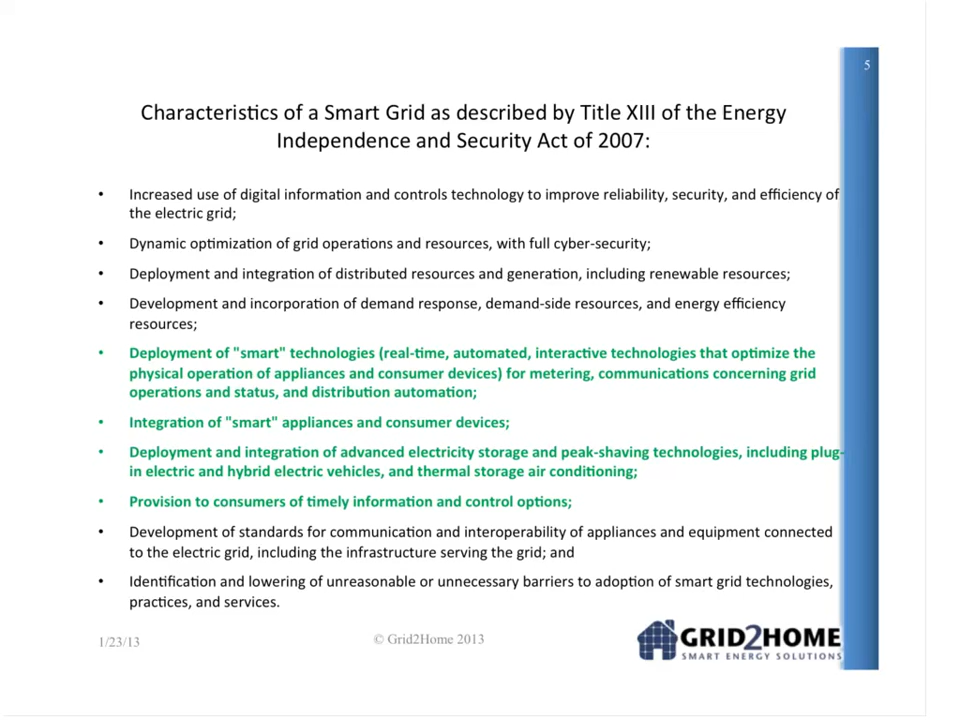 5
Characteristics of a Smart Grid as described by Title XIII of the Energy
Independence and Security Act of 2007:
• Increased use of digital information and controls technology to improve reliability, security, and efficiency of
the electric grid;
• Dynamic optimization of grid operations and resources, with full cyber-security;
• Deployment and integration of distributed resources and generation, including renewable resources;
• Development and incorporation of demand response, demand-side resources, and energy efficiency
resources;
• Deployment of "smart" technologies (real-time, automated, interactive technologies that optimize the
physical operation of appliances and consumer devices) for metering, communications concerning grid
operations and status, and distribution automation;
• Integration of "smart" appliances and consumer devices;
• Deployment and integration of advanced electricity storage and peak-shaving technologies, including plug-
in electric and hybrid electric vehicles, and thermal storage air conditioning;
• Provision to consumers of timely information and control options;
• Development of standards for communication and interoperability of appliances and equipment connected
to the electric grid, including the infrastructure serving the grid; and
• Identification and lowering of unreasonable or unnecessary barriers to adoption of smart grid technologies,
practices, and services.
1/23/13
© Grid2Home 2013
GRID2HOME
SMART ENERGY SOLUTIONS